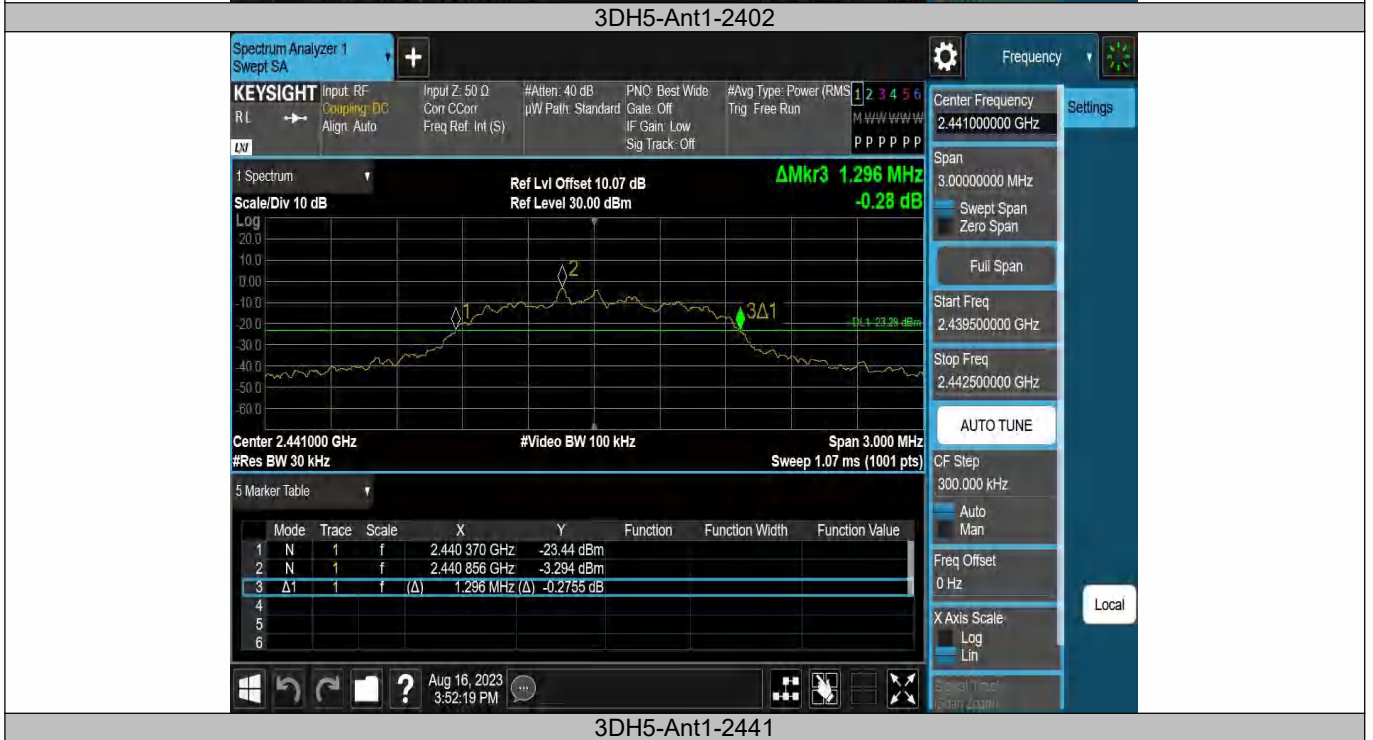 3DH5-Ant1-2402
Spectrum Analyzer 1
Swept SA
Frequency
KEYSIGHT
RL
LXI
Input: RF
Coupling: DC
Align: Auto
Input Z: 50 Ω
Corr CCorr
Freq Ref: Int (S)
#Atten: 40 dB
µW Path: Standard
PNO: Best Wide
Gate: Off
IF Gain: Low
Sig Track: Off
#Avg Type: Power (RMS
Trig: Free Run
1 2 3 4 5 6
M W W W W W
P P P P P P
1 Spectrum
Scale/Div 10 dB
Ref Lvl Offset 10.07 dB
Ref Level 30.00 dBm
ΔMkr3 1.296 MHz
-0.28 dB
Log
20.0
10.0
0.00
-10.0
-20.0
-30.0
-40.0
-50.0
-60.0
1
2
3Δ1
DL1 -23.29 dBm
Center 2.441000 GHz
#Video BW 100 kHz
Span 3.000 MHz
#Res BW 30 kHz
Sweep 1.07 ms (1001 pts)
5 Marker Table
Mode Trace Scale X Y Function Function Width Function Value
1 N 1 f 2.440 370 GHz -23.44 dBm
2 N 1 f 2.440 856 GHz -3.294 dBm
3 Δ1 1 f (Δ) 1.296 MHz (Δ) -0.2755 dB
4
5
6
Aug 16, 2023
3:52:19 PM
Center Frequency
2.441000000 GHz
Settings
Span
3.00000000 MHz
Swept Span
Zero Span
Full Span
Start Freq
2.439500000 GHz
Stop Freq
2.442500000 GHz
AUTO TUNE
CF Step
300.000 kHz
Auto
Man
Freq Offset
0 Hz
X Axis Scale
Log
Lin
Signal Track
(Span Zoom)
Local
3DH5-Ant1-2441